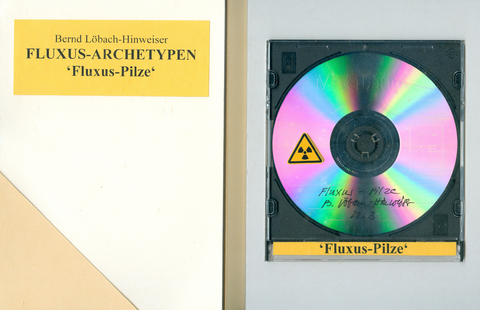 Bernd Löbach-Hinweiser
FLUXUS-ARCHETYPEN
‘Fluxus-Pilze‘
Fluxus - Pilze
B.
‘Fluxus-Pilze‘